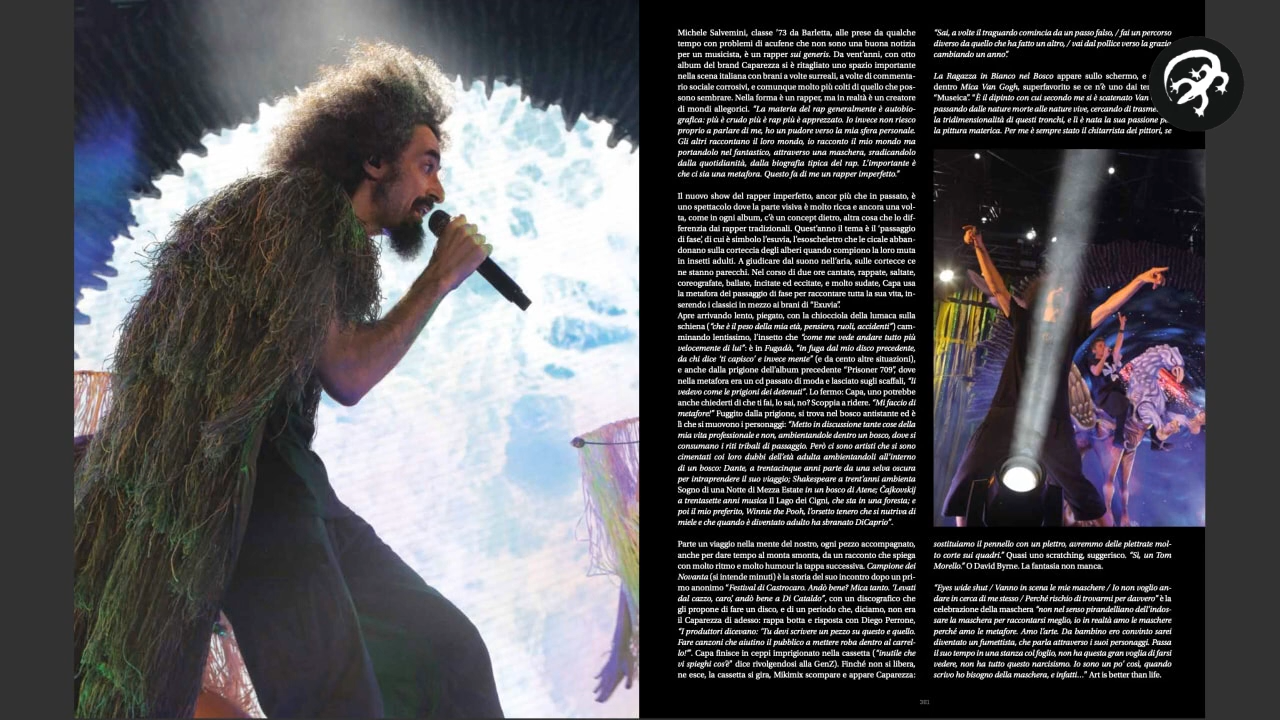 Michele Salvemini, classe '73 da Barletta, alle prese da qualche
tempo con problemi di acufene che non sono una buona notizia
per un musicista, è un rapper sui generis. Da vent'anni, con otto
album del brand Caparezza si è ritagliato uno spazio importante
nella scena italiana con brani a volte surreali, a volte di commenta-
rio sociale corrosivi, e comunque molto più colti di quello che pos-
sono sembrare. Nella forma è un rapper, ma in realtà è un creatore
di mondi allegorici. "La materia del rap generalmente è autobio-
grafica: più è crudo più è rap più è apprezzato. Io invece non riesco
proprio a parlare di me, ho un pudore verso la mia sfera personale.
Gli altri raccontano il loro mondo, io racconto il mio mondo ma
portandolo nel fantastico, attraverso una maschera, sradicandolo
dalla quotidianità, dalla biografia tipica del rap. L'importante è
che ci sia una metafora. Questo fa di me un rapper imperfetto."
Il nuovo show del rapper imperfetto, ancor più che in passato, è
uno spettacolo dove la parte visiva è molto ricca e ancora una vol-
ta, come in ogni album, c'è un concept dietro, altra cosa che lo dif-
ferenzia dai rapper tradizionali. Quest'anno il tema è il 'passaggio
di fase', di cui è simbolo l'esuvia, l'esoscheletro che le cicale abban-
donano sulla corteccia degli alberi quando compiono la loro muta
in insetti adulti. A giudicare dal suono nell'aria, sulle cortecce ce
ne stanno parecchi. Nel corso di due ore cantate, rappate, saltate,
coreografate, ballate, incitate ed eccitate, e molto sudate, Capa usa
la metafora del passaggio di fase per raccontare tutta la sua vita, in-
serendo i classici in mezzo ai brani di "Exuvia".
Apre arrivando lento, piegato, con la chiocciola della lumaca sulla
schiena ("che è il peso della mia età, pensiero, ruoli, accidenti") cam-
minando lentissimo, l'insetto che "come me vede andare tutto più
velocemente di lui": è in Fugadà, "in fuga dal mio disco precedente,
da chi dice 'ti capisco' e invece mente" (e da cento altre situazioni),
e anche dalla prigione dell'album precedente "Prisoner 709", dove
nella metafora era un cd passato di moda e lasciato sugli scaffali, "li
vedevo come le prigioni dei detenuti". Lo fermo: Capa, uno potrebbe
anche chiederti di che ti fai, lo sai, no? Scoppia a ridere. "Mi faccio di
metafore!" Fuggito dalla prigione, si trova nel bosco antistante ed è
lì che si muovono i personaggi: "Metto in discussione tante cose della
mia vita professionale e non, ambientandole dentro un bosco, dove si
consumano i riti tribali di passaggio. Però ci sono artisti che si sono
cimentati coi loro dubbi dell'età adulta ambientandoli all'interno
di un bosco: Dante, a trentacinque anni parte da una selva oscura
per intraprendere il suo viaggio; Shakespeare a trent'anni ambienta
Sogno di una Notte di Mezza Estate in un bosco di Atene; Čajkovskij
a trentasette anni musica Il Lago dei Cigni, che sta in una foresta; e
poi il mio preferito, Winnie the Pooh, l'orsetto tenero che si nutriva di
miele e che quando è diventato adulto ha sbranato DiCaprio".
Parte un viaggio nella mente del nostro, ogni pezzo accompagnato,
anche per dare tempo al monta smonta, da un racconto che spiega
con molto ritmo e molto humour la tappa successiva. Campione dei
Novanta (si intende minuti) è la storia del suo incontro dopo un pri-
mo anonimo "Festival di Castrocaro. Andò bene? Mica tanto. 'Levati
dal cazzo, caro,' andò bene a Di Cataldo", con un discografico che
gli propone di fare un disco, e di un periodo che, diciamo, non era
il Caparezza di adesso: rappa botta e risposta con Diego Perrone,
"I produttori dicevano: 'Tu devi scrivere un pezzo su questo e quello.
Fare canzoni che aiutino il pubblico a mettere roba dentro al carrel-
lo!'". Capa finisce in ceppi imprigionato nella cassetta ("inutile che
vi spieghi cos'è" dice rivolgendosi alla GenZ). Finché non si libera,
ne esce, la cassetta si gira, Mikimix scompare e appare Caparezza:
"Sai, a volte il traguardo comincia da un passo falso, / fai un percorso
diverso da quello che ha fatto un altro, / vai dal pollice verso la grazia
cambiando un anno".
La Ragazza in Bianco nel Bosco appare sullo schermo, e
dentro Mica Van Gogh, superfavorito se ce n'è uno dai
"Museica". "È il dipinto con cui secondo me si è scatenato Van
passando dalle nature morte alle nature vive, cercando di
la tridimensionalità di questi tronchi, e lì è nata la sua passione
la pittura materica. Per me è sempre stato il chitarrista dei pittori, se
sostituiamo il pennello con un plettro, avremmo delle plettrate mol-
to corte sui quadri." Quasi uno scratching, suggerisco. "Sì, un Tom
Morello." O David Byrne. La fantasia non manca.
"Eyes wide shut / Vanno in scena le mie maschere / Io non voglio an-
dare in cerca di me stesso / Perché rischio di trovarmi per davvero" è la
celebrazione della maschera "non nel senso pirandelliano dell'indos-
sare la maschera per raccontarsi meglio, io in realtà amo le maschere
perché amo le metafore. Amo l'arte. Da bambino ero convinto sarei
diventato un fumettista, che parla attraverso i suoi personaggi. Passa
il suo tempo in una stanza col foglio, non ha questa gran voglia di farsi
vedere, non ha tutto questo narcisismo. Io sono un po' così, quando
scrivo ho bisogno della maschera, e infatti..." Art is better than life.
381